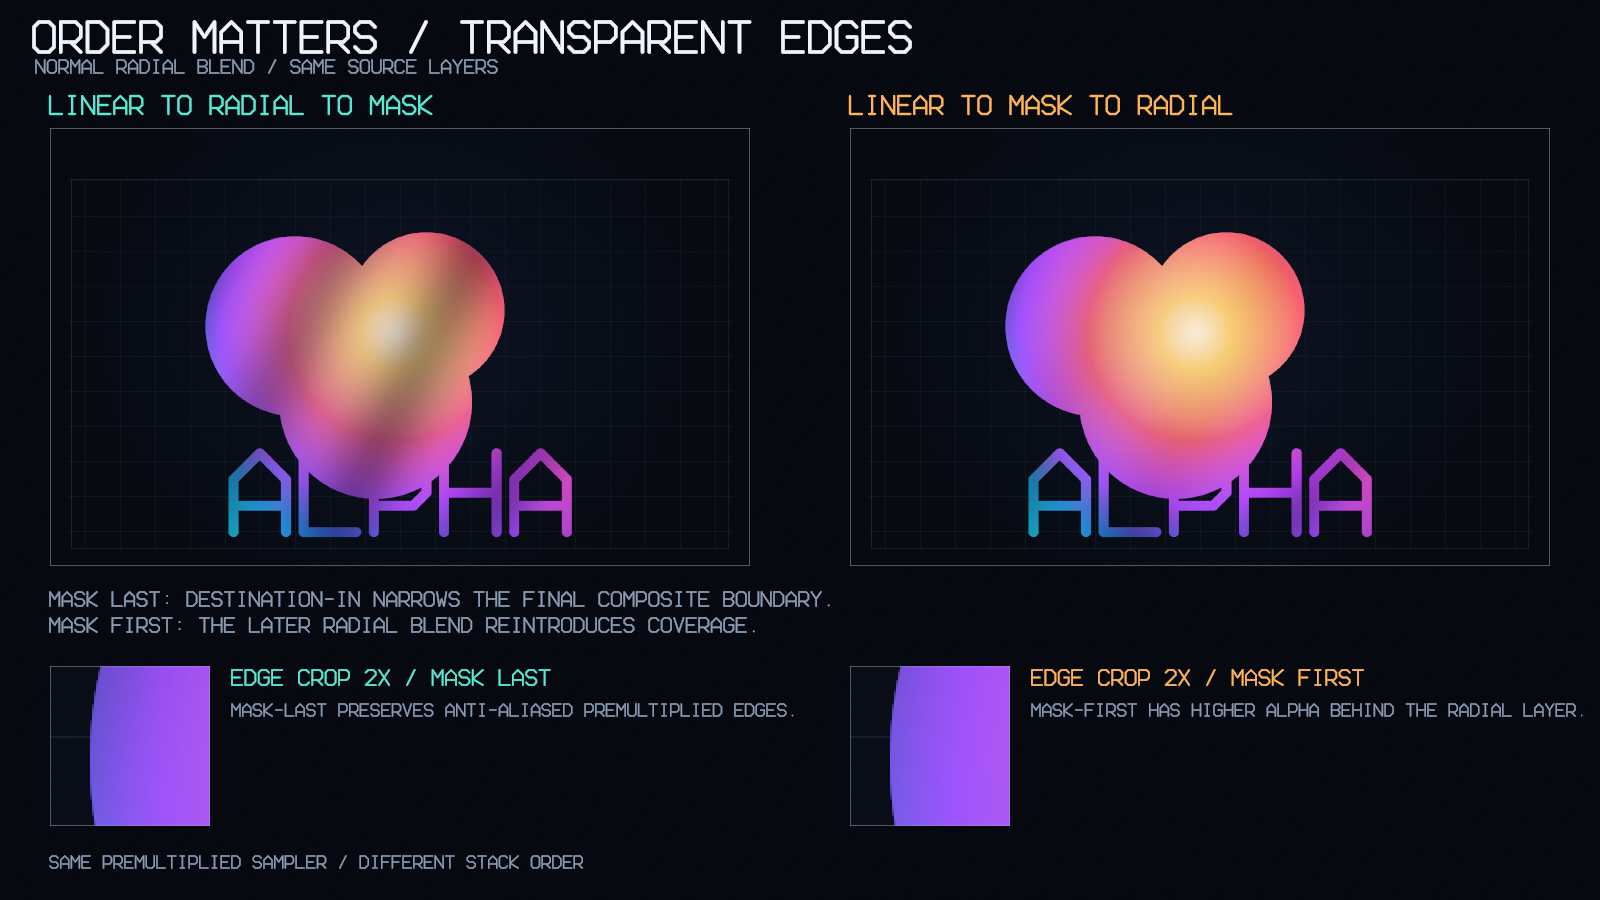 ORDER MATTERS / TRANSPARENT EDGES
NORMAL RADIAL BLEND / SAME SOURCE LAYERS
LINEAR TO RADIAL TO MASK
LINEAR TO MASK TO RADIAL
ALPHA
ALPHA
MASK LAST: DESTINATION-IN NARROWS THE FINAL COMPOSITE BOUNDARY.
MASK FIRST: THE LATER RADIAL BLEND REINTRODUCES COVERAGE.
EDGE CROP 2X / MASK LAST
MASK-LAST PRESERVES ANTI-ALIASED PREMULTIPLIED EDGES.
EDGE CROP 2X / MASK FIRST
MASK-FIRST HAS HIGHER ALPHA BEHIND THE RADIAL LAYER.
SAME PREMULTIPLIED SAMPLER / DIFFERENT STACK ORDER